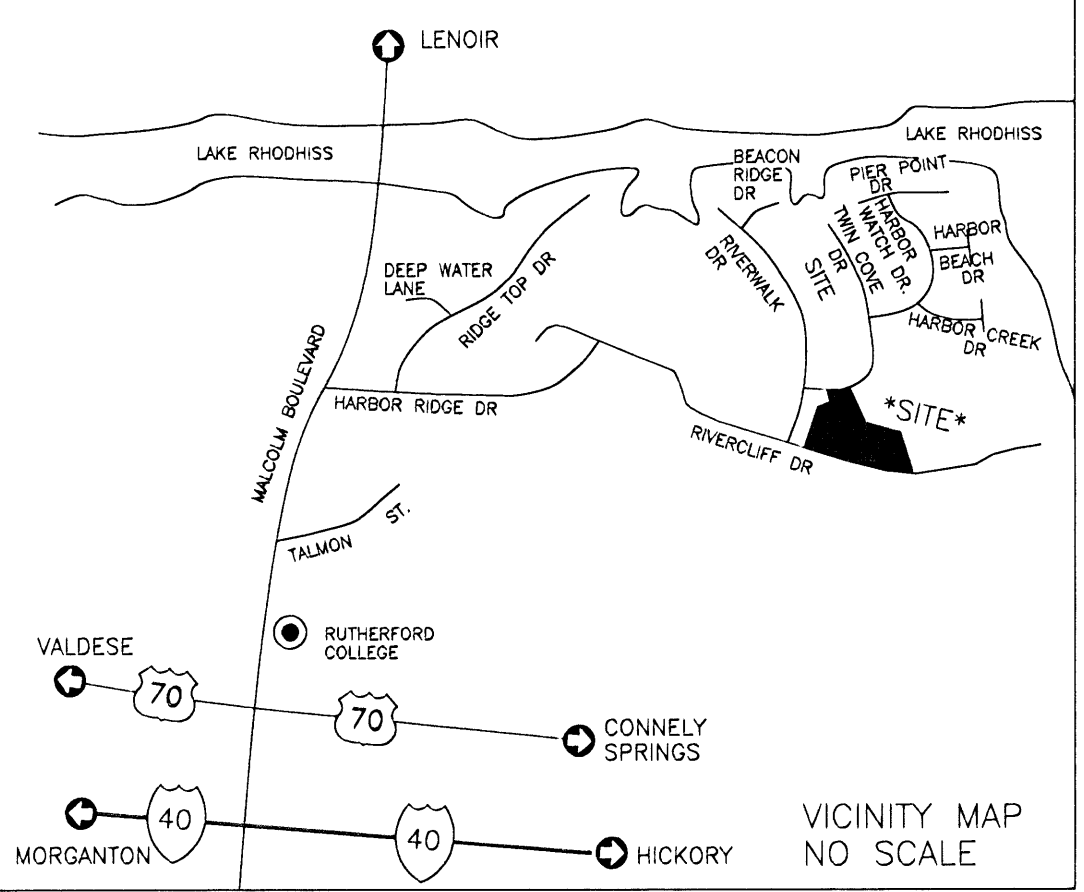 LENOIR
LAKE RHODHISS
LAKE RHODHISS
BEACON
RIDGE
DR
PIER POINT
DR
HARBOR
WATCH DR.
TWIN COVE
DR
SITE
HARBOR
BEACH
DR
HARBOR CREEK
DR
RIVERWALK
DR
DEEP WATER
LANE
RIDGE TOP DR
MALCOLM BOULEVARD
HARBOR RIDGE DR
*SITE*
RIVERCLIFF DR
TALMON ST.
RUTHERFORD
COLLEGE
VALDESE
70
70
CONNELY
SPRINGS
40
40
MORGANTON
HICKORY
VICINITY MAP
NO SCALE